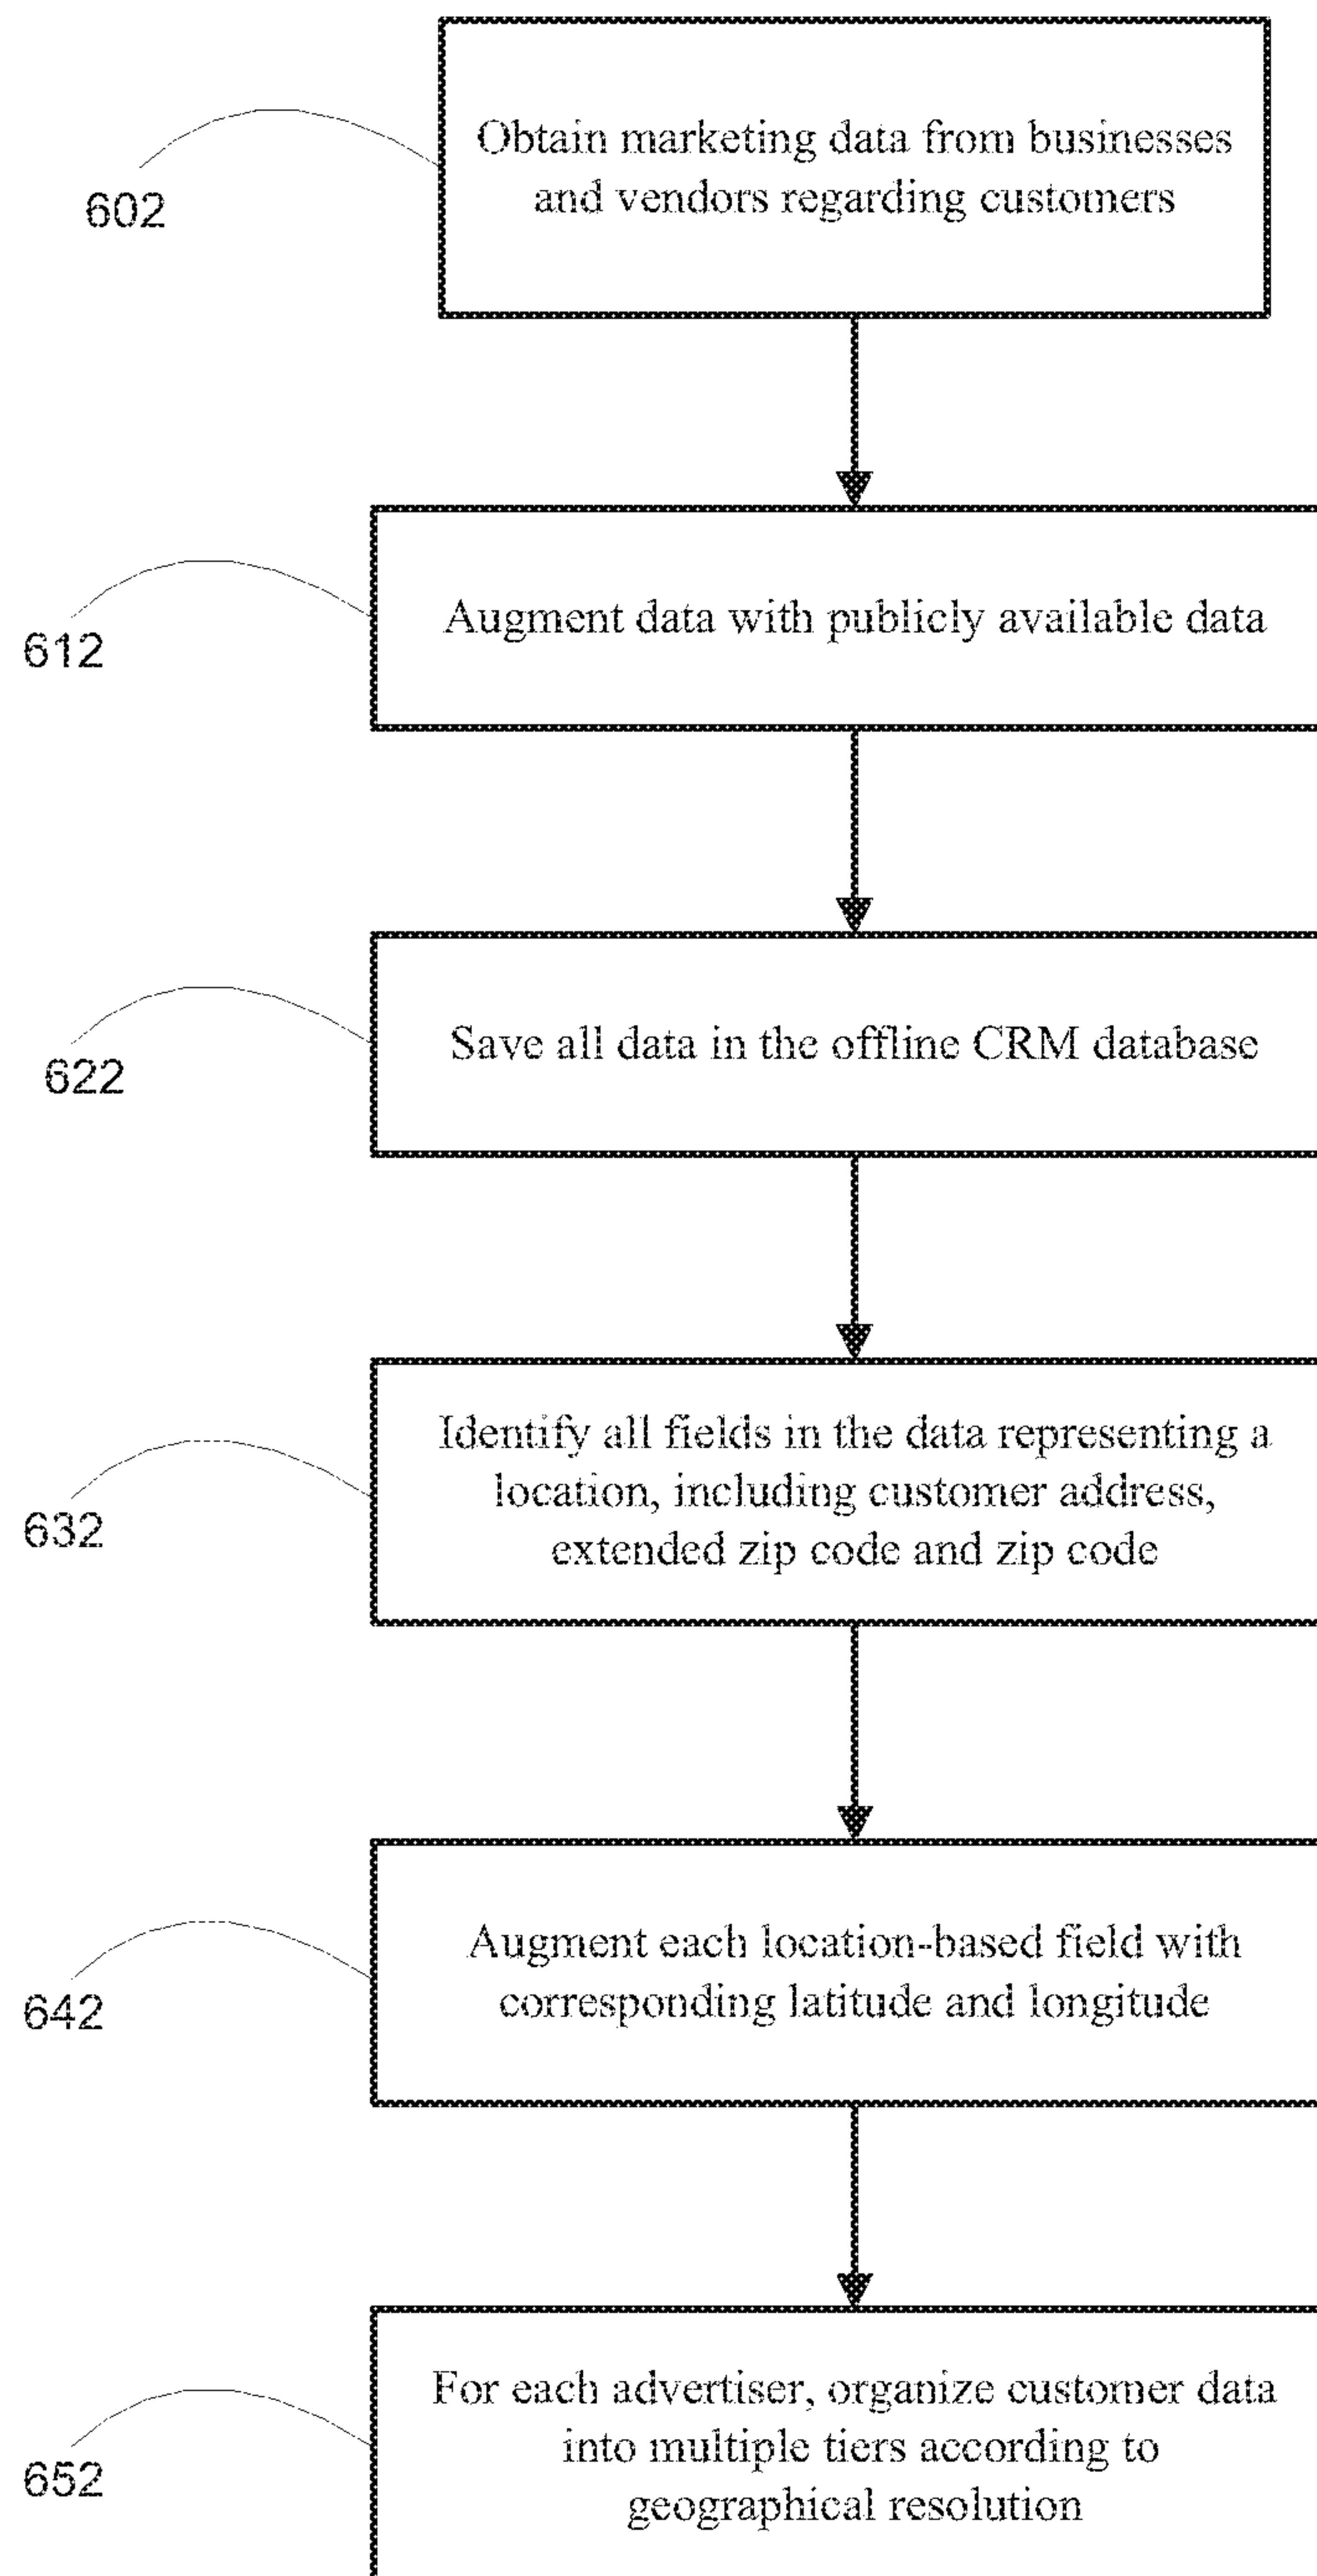 Obtain marketing data from businesses
and vendors regarding customers
602
Augment data with publicly available data
612
Save all data in the offline CRM database
622
Identify all fields in the data representing a
location, including customer address,
extended zip code and zip code
632
Augment each location-based field with
corresponding latitude and longitude
642
For each advertiser, organize customer data
into multiple tiers according to
geographical resolution
652